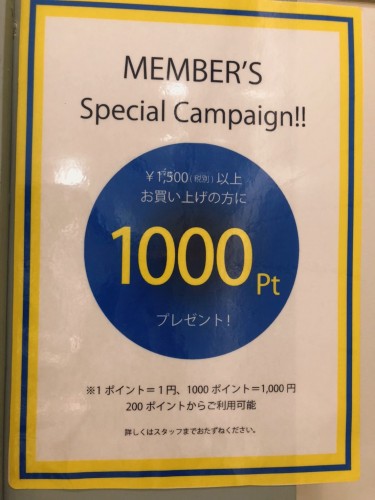 MEMBER'S
Special Campaign!!
￥1,500(税別)以上
お買い上げの方に
1000Pt
プレゼント!
※1ポイント=1円、1000ポイント=1,000円
200ポイントからご利用可能
詳しくはスタッフまでおたずねください。